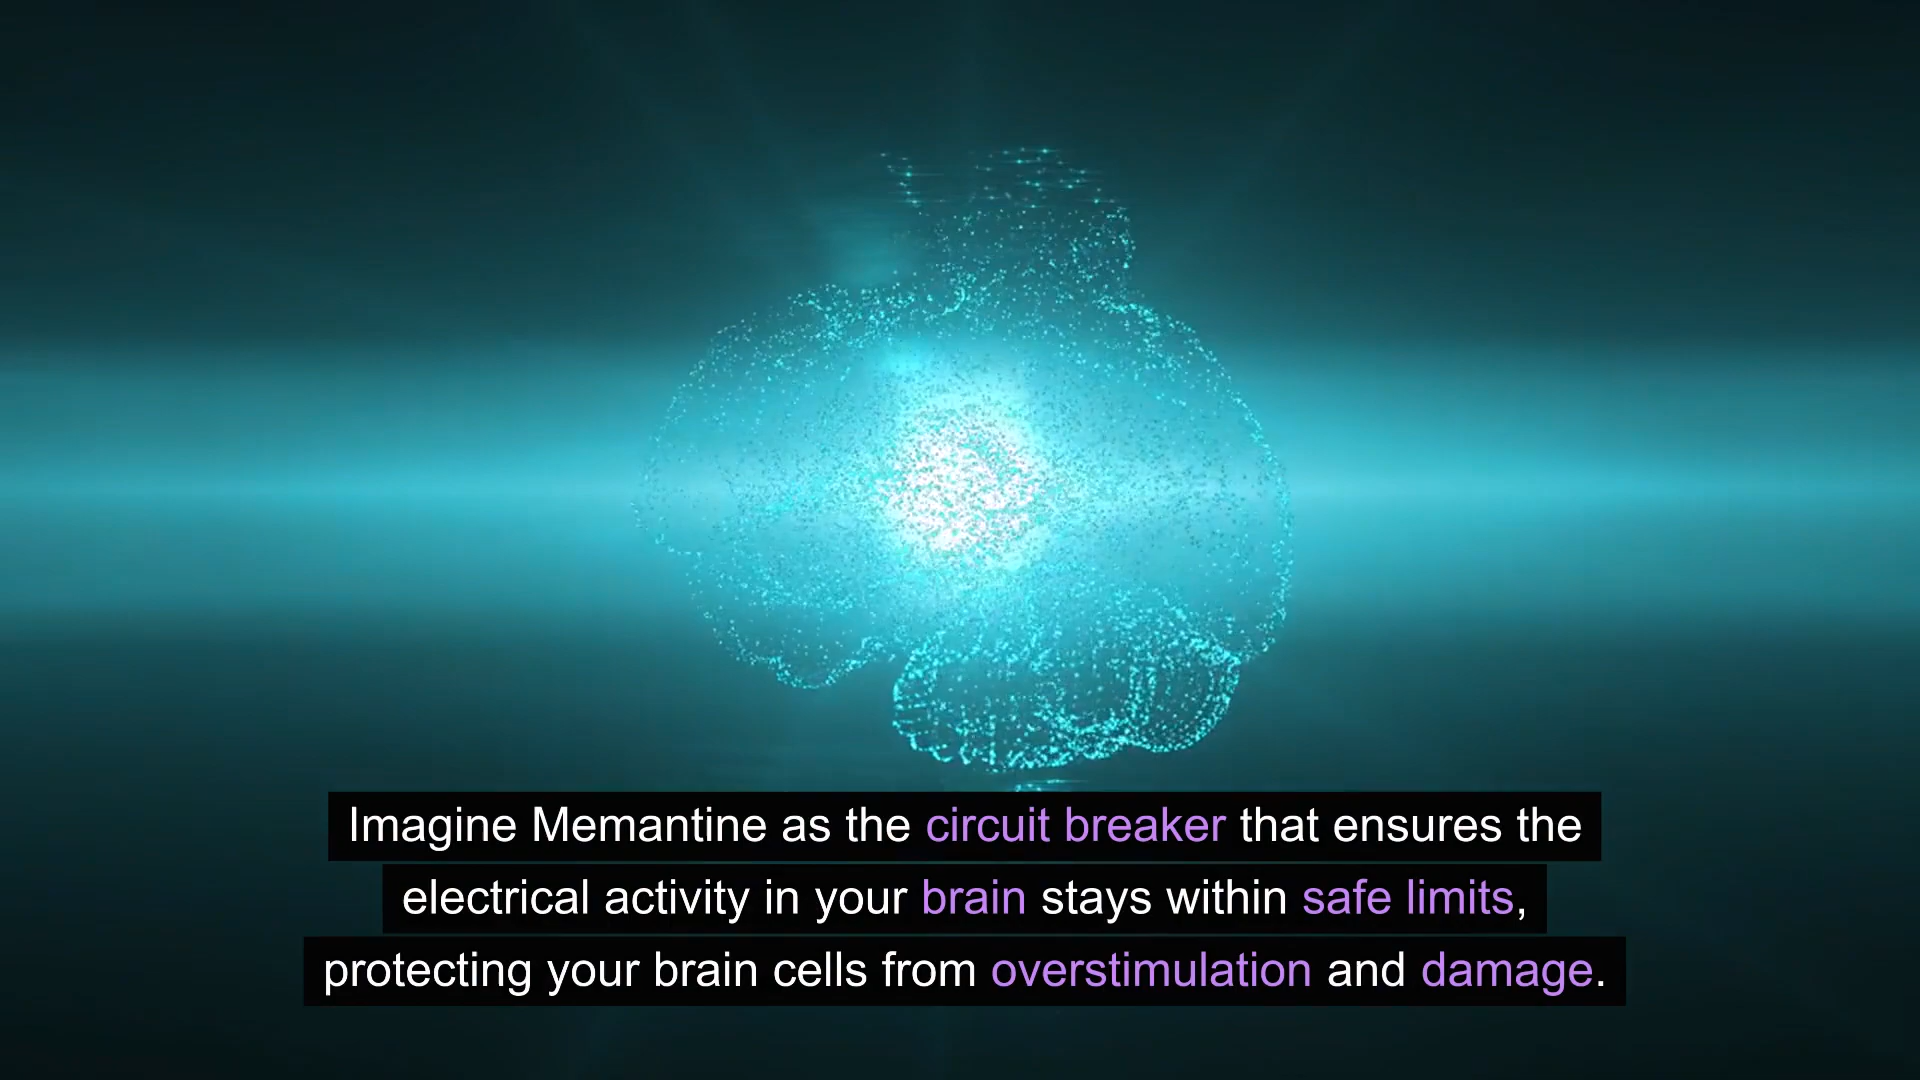 Imagine Memantine as the circuit breaker that ensures the
electrical activity in your brain stays within safe limits,
protecting your brain cells from overstimulation and damage.